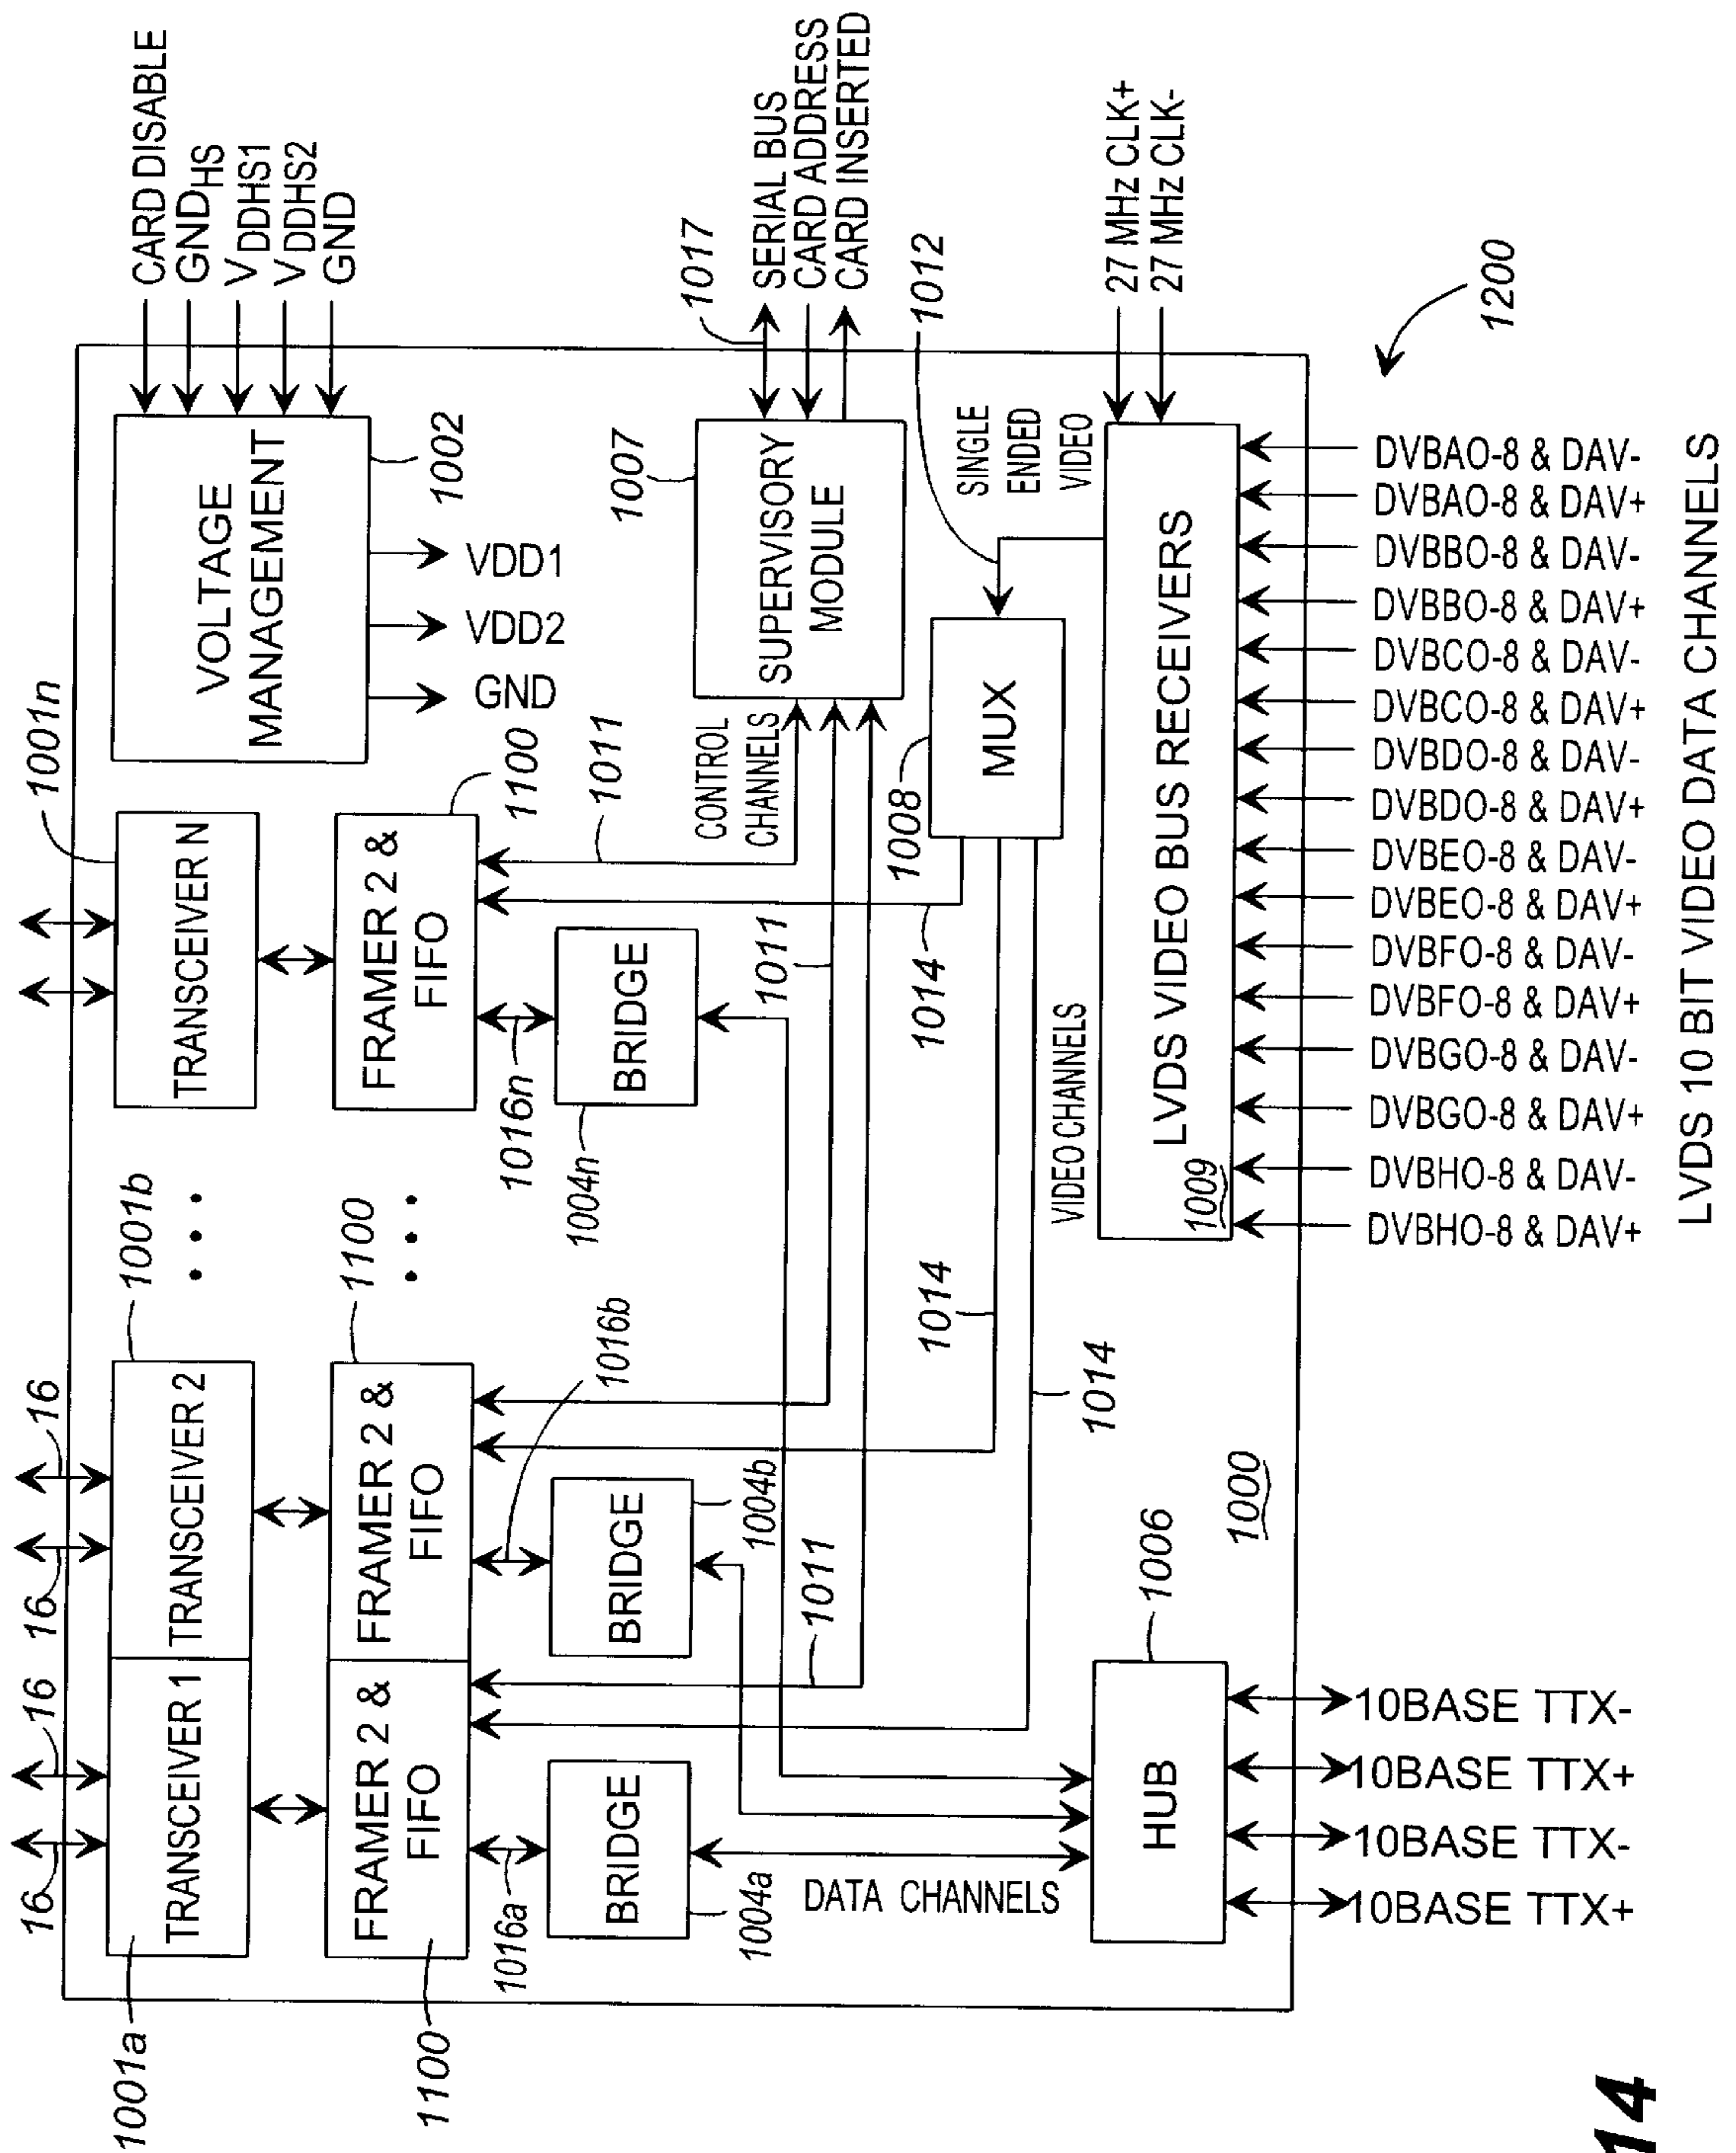 16
16
16
16
1001a
TRANSCEIVER 1
TRANSCEIVER 2
1001b
• • •
1001n
TRANSCEIVER N
VOLTAGE
MANAGEMENT
1002
CARD DISABLE
GNDHS
VDDHS1
VDDHS2
GND
VDD1
VDD2
GND
1100
FRAMER 2 &
FIFO
FRAMER 2 &
FIFO
1100
• • •
FRAMER 2 &
FIFO
1100
1016a
1016b
1016n
BRIDGE
1004a
BRIDGE
1004b
BRIDGE
1004n
1011
1011
1011
CONTROL
CHANNELS
1007
SUPERVISORY
MODULE
1017
SERIAL BUS
CARD ADDRESS
CARD INSERTED
DATA CHANNELS
1014
1014
1014
1008
MUX
1012
SINGLE
ENDED
VIDEO
VIDEO CHANNELS
HUB
1006
1009
LVDS VIDEO BUS RECEIVERS
27 MHz CLK+
27 MHz CLK-
1000
1200
10BASE TTX+
10BASE TTX-
10BASE TTX+
10BASE TTX-
DVBHO-8 & DAV+
DVBHO-8 & DAV-
DVBGO-8 & DAV+
DVBGO-8 & DAV-
DVBFO-8 & DAV+
DVBFO-8 & DAV-
DVBEO-8 & DAV+
DVBEO-8 & DAV-
DVBDO-8 & DAV+
DVBDO-8 & DAV-
DVBCO-8 & DAV+
DVBCO-8 & DAV-
DVBBO-8 & DAV+
DVBBO-8 & DAV-
DVBAO-8 & DAV+
DVBAO-8 & DAV-
LVDS 10 BIT VIDEO DATA CHANNELS
14